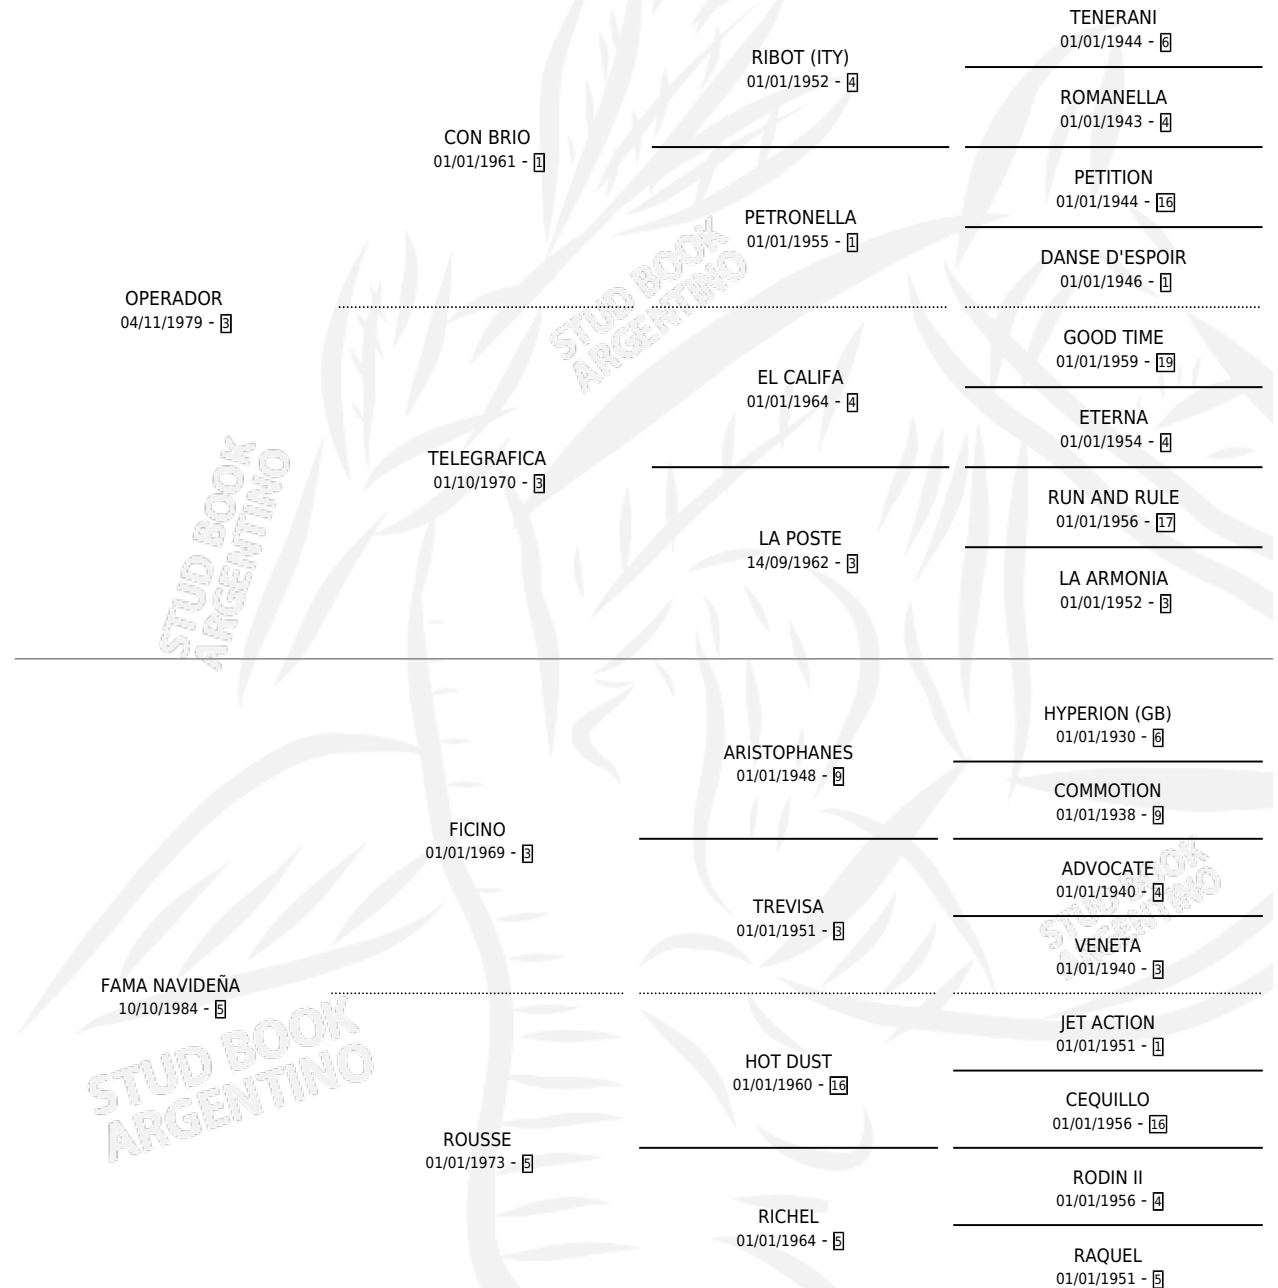 TENERANI
01/01/1944 - 6
RIBOT (ITY)
01/01/1952 - 4
ROMANELLA
01/01/1943 - 4
CON BRIO
01/01/1961 - 1
PETITION
01/01/1944 - 16
PETRONELLA
01/01/1955 - 1
DANSE D'ESPOIR
01/01/1946 - 1
OPERADOR
04/11/1979 - 3
GOOD TIME
01/01/1959 - 19
EL CALIFA
01/01/1964 - 4
ETERNA
01/01/1954 - 4
TELEGRAFICA
01/10/1970 - 3
RUN AND RULE
01/01/1956 - 17
LA POSTE
14/09/1962 - 3
LA ARMONIA
01/01/1952 - 3
STUD BOOK
ARGENTINO
STUD BOOK
ARGENTINO
HYPERION (GB)
01/01/1930 - 6
ARISTOPHANES
01/01/1948 - 9
COMMOTION
01/01/1938 - 9
FICINO
01/01/1969 - 3
ADVOCATE
01/01/1940 - 4
TREVISA
01/01/1951 - 3
VENETA
01/01/1940 - 3
FAMA NAVIDEÑA
10/10/1984 - 5
JET ACTION
01/01/1951 - 1
HOT DUST
01/01/1960 - 16
CEQUILLO
01/01/1956 - 16
ROUSSE
01/01/1973 - 5
RODIN II
01/01/1956 - 4
RICHEL
01/01/1964 - 5
RAQUEL
01/01/1951 - 5
STUD BOOK
ARGENTINO
STUD BOOK
ARGENTINO